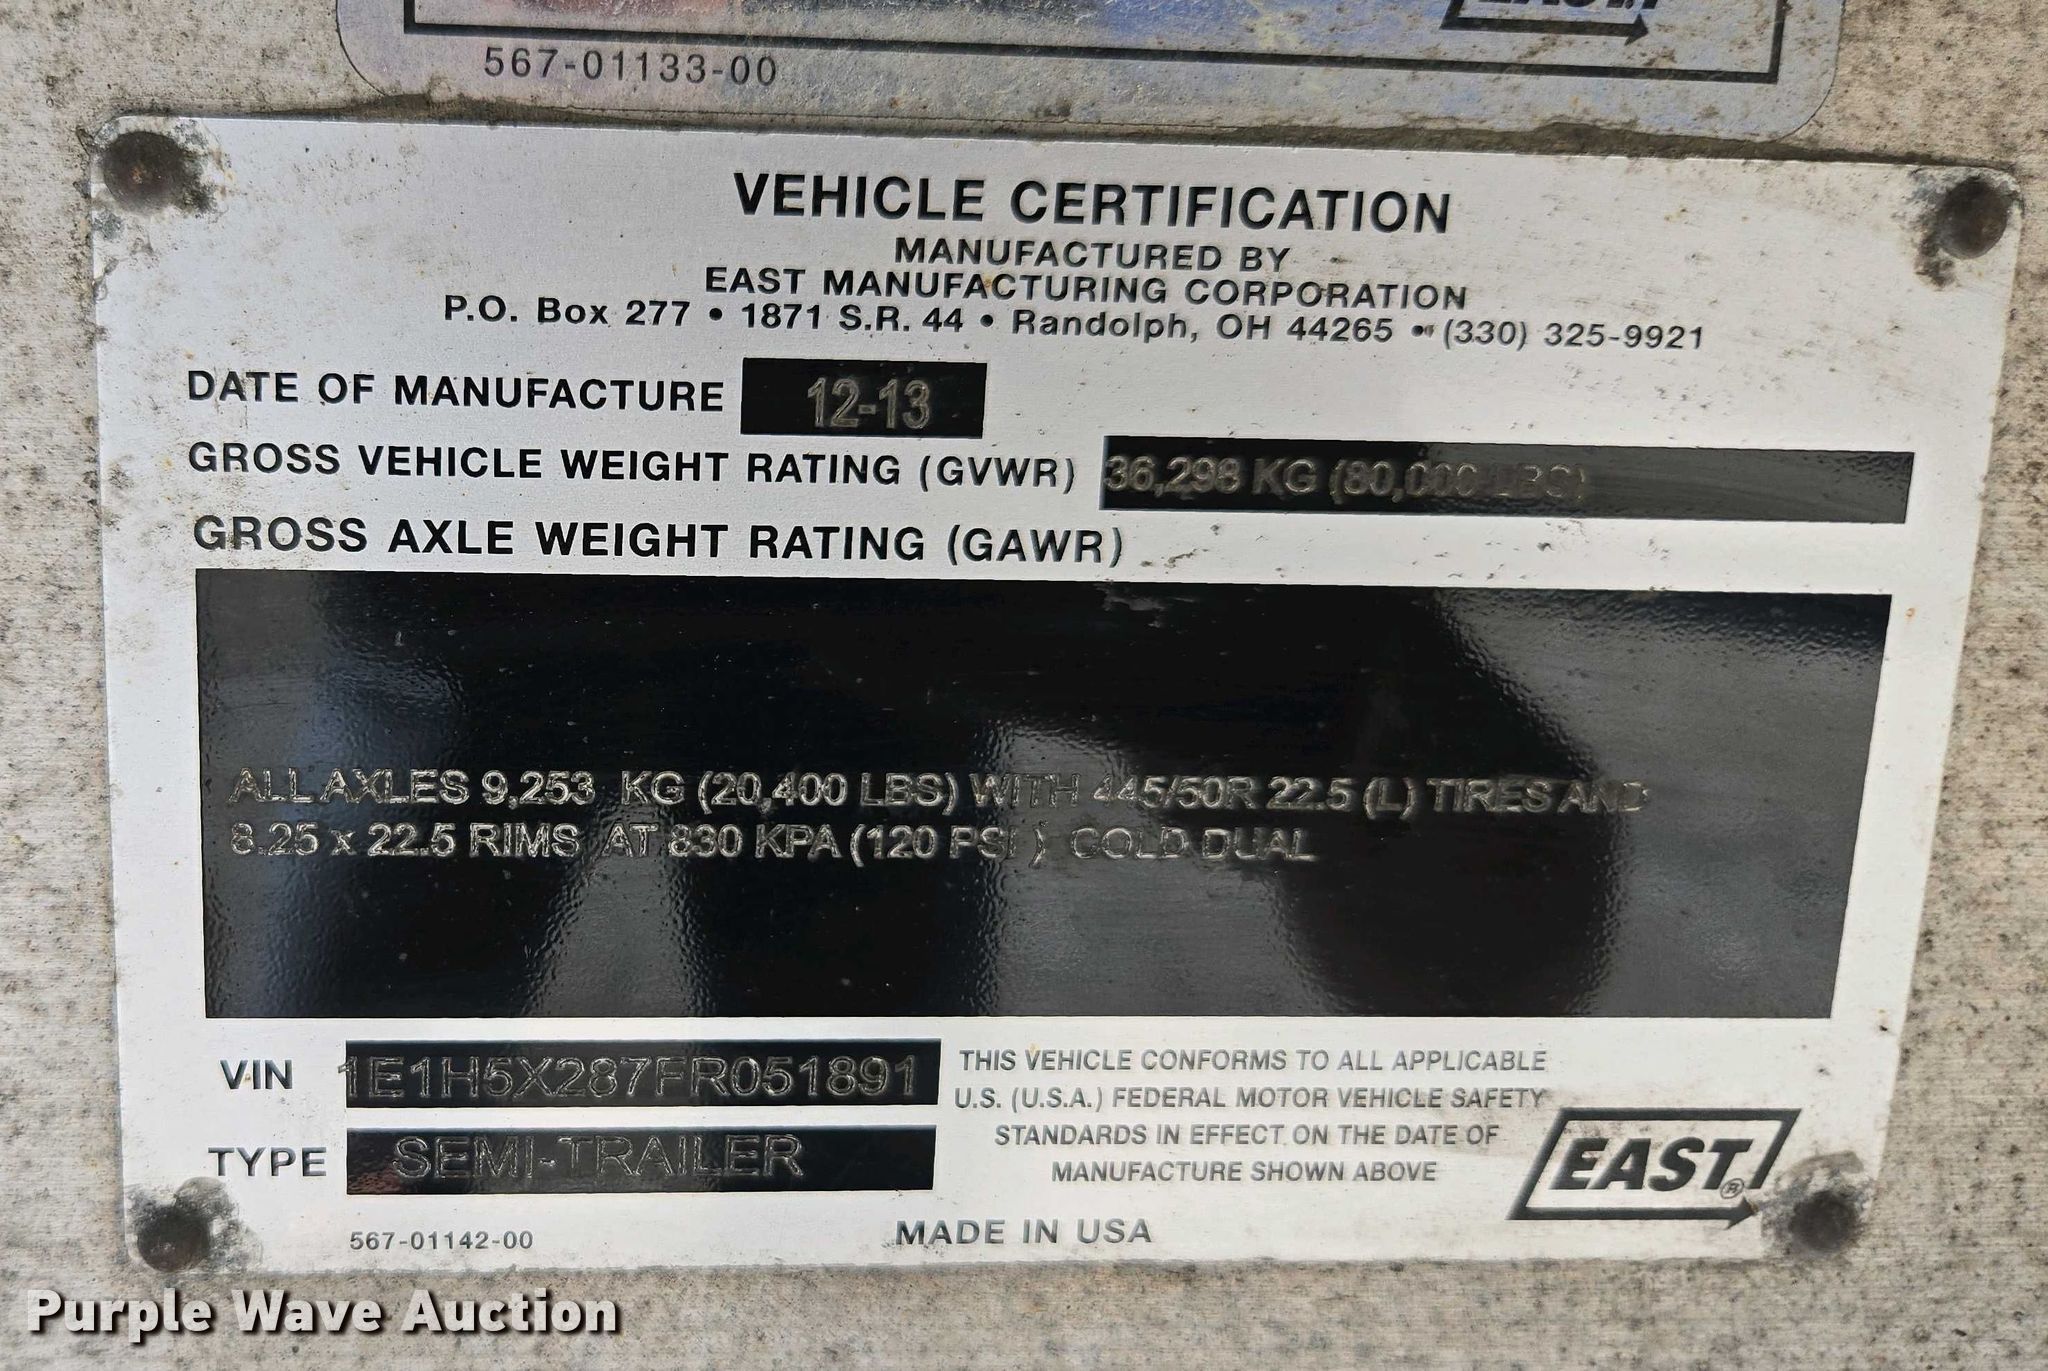 EAST
567-01133-00
VEHICLE CERTIFICATION
MANUFACTURED BY
EAST MANUFACTURING CORPORATION
P.O. Box 277 • 1871 S.R. 44 • Randolph, OH 44265 • (330) 325-9921
DATE OF MANUFACTURE 12-13
GROSS VEHICLE WEIGHT RATING (GVWR) 36,298 KG (80,000 LBS)
GROSS AXLE WEIGHT RATING (GAWR)
ALL AXLES 9,253 KG (20,400 LBS) WITH 445/50R 22.5 (L) TIRES AND
8.25 x 22.5 RIMS AT 830 KPA (120 PSI ) COLD DUAL
VIN 1E1H5X287FR051891
TYPE SEMI-TRAILER
THIS VEHICLE CONFORMS TO ALL APPLICABLE
U.S. (U.S.A.) FEDERAL MOTOR VEHICLE SAFETY
STANDARDS IN EFFECT ON THE DATE OF
MANUFACTURE SHOWN ABOVE
EAST®
567-01142-00
MADE IN USA
Purple Wave Auction